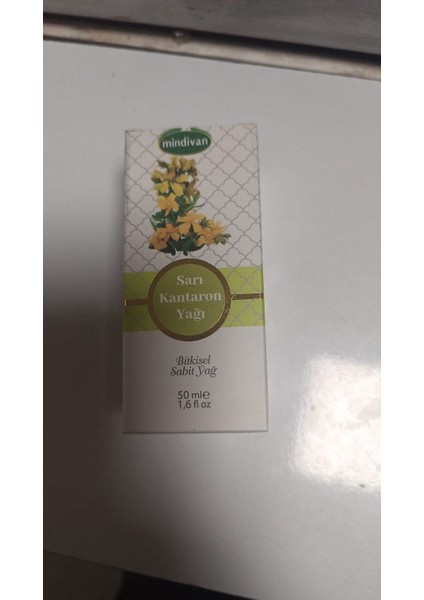 mindivan
Sarı
Kantaron
Yağı
Bitkisel
Sabit Yağ
50 ml℮
1,6 fl oz